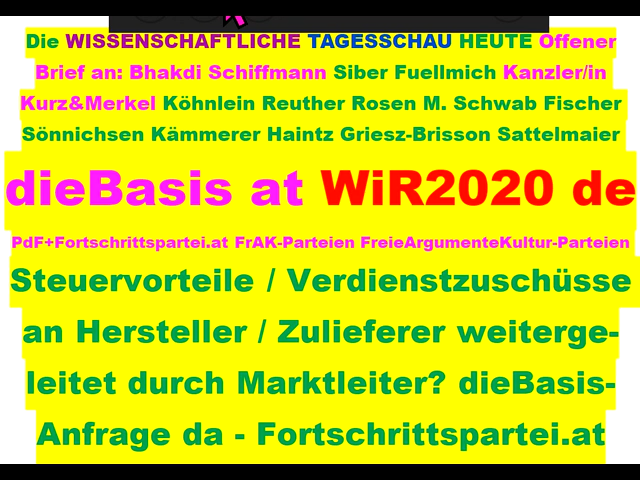 Die WISSENSCHAFTLICHE TAGESSCHAU HEUTE Offener
Brief an: Bhakdi Schiffmann Siber Fuellmich Kanzler/in
Kurz&Merkel Köhnlein Reuther Rosen M. Schwab Fischer
Sönnichsen Kämmerer Haintz Griesz-Brisson Sattelmaier
dieBasis at WiR2020 de
PdF+Fortschrittspartei.at FrAK-Parteien FreieArgumenteKultur-Parteien
Steuervorteile / Verdienstzuschüsse
an Hersteller / Zulieferer weiterge-
leitet durch Marktleiter? dieBasis-
Anfrage da - Fortschrittspartei.at